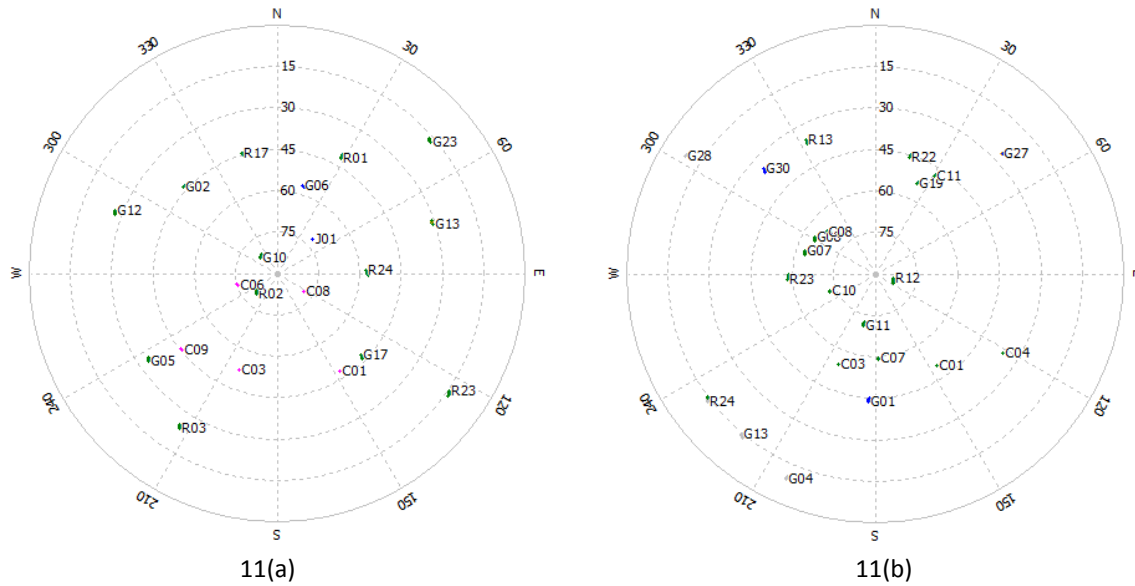 N
330
30
15
30
G23
45
R17
R01
300
60
60
G02
G06
G12
75
G13
J01
G10
W
R24
E
C06
R02
C08
C09
G17
G05
C03
C01
240
R23
120
R03
210
150
S
11(a)
N
330
30
15
30
R13
45
G28
R22
G27
300
60
G30
60
C11
G19
75
C08
G08
G07
W
R23
R12
C10
G11
C03
C07
C01
C04
240
R24
G01
120
G13
G04
210
150
S
11(b)